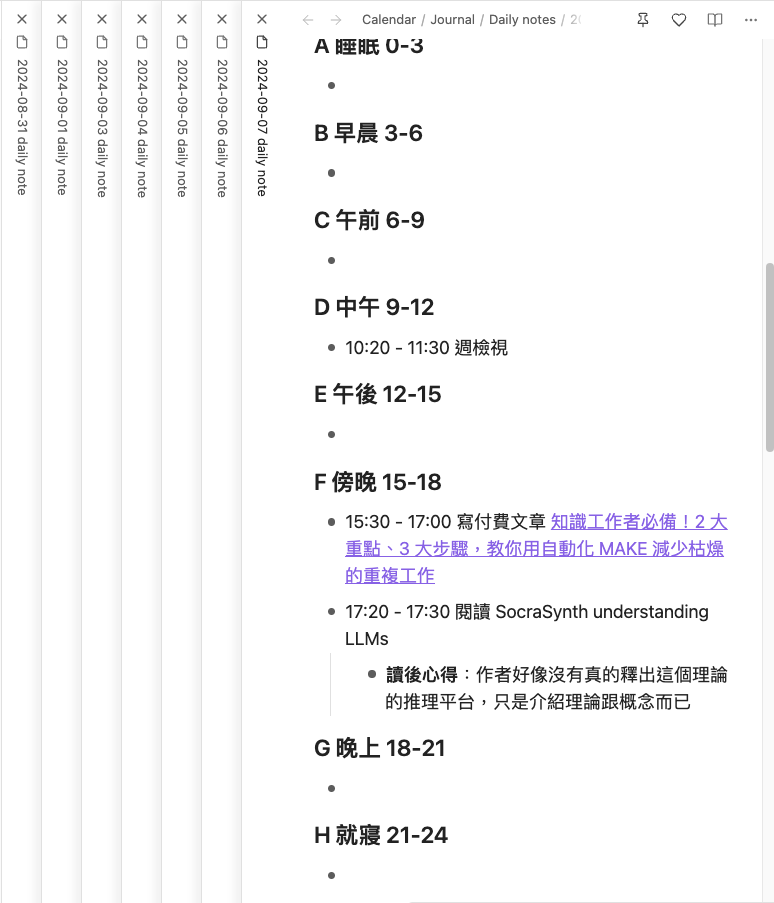 Calendar / Journal / Daily notes / 20
2024-08-31 daily note
2024-09-01 daily note
2024-09-03 daily note
2024-09-04 daily note
2024-09-05 daily note
2024-09-06 daily note
2024-09-07 daily note
A 睡眠 0-3
B 早晨 3-6
C 午前 6-9
D 中午 9-12
10:20 - 11:30 週檢視
E 午後 12-15
F 傍晚 15-18
15:30 - 17:00 寫付費文章 知識工作者必備！2 大
重點、3 大步驟，教你用自動化 MAKE 減少枯燥
的重複工作
17:20 - 17:30 閱讀 SocraSynth understanding
LLMs
讀後心得：作者好像沒有真的釋出這個理論
的推理平台，只是介紹理論跟概念而已
G 晚上 18-21
H 就寢 21-24